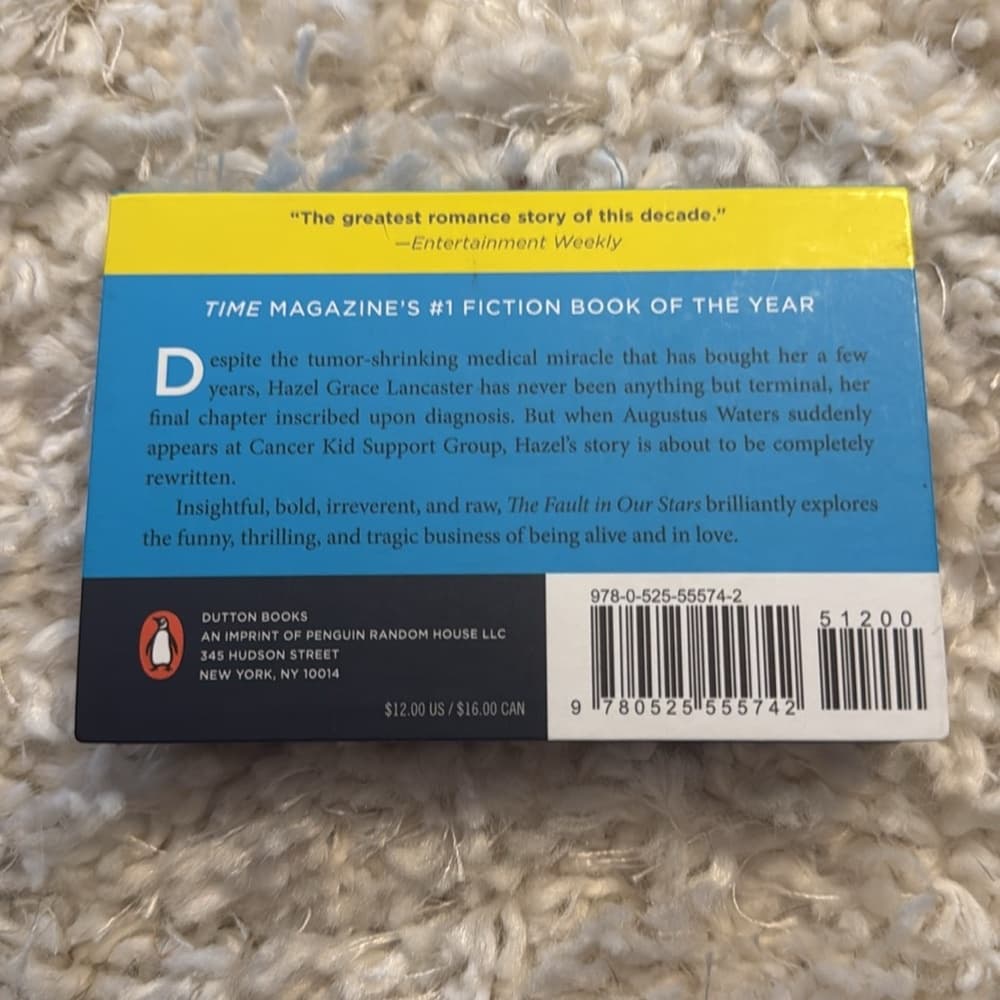 “The greatest romance story of this decade.”
—Entertainment Weekly
TIME MAGAZINE’S #1 FICTION BOOK OF THE YEAR
Despite the tumor-shrinking medical miracle that has bought her a few
years, Hazel Grace Lancaster has never been anything but terminal, her
final chapter inscribed upon diagnosis. But when Augustus Waters suddenly
appears at Cancer Kid Support Group, Hazel’s story is about to be completely
rewritten.
Insightful, bold, irreverent, and raw, The Fault in Our Stars brilliantly explores
the funny, thrilling, and tragic business of being alive and in love.
DUTTON BOOKS
AN IMPRINT OF PENGUIN RANDOM HOUSE LLC
345 HUDSON STREET
NEW YORK, NY 10014
$12.00 US / $16.00 CAN
978-0-525-55574-2
51200
9 780525 555742